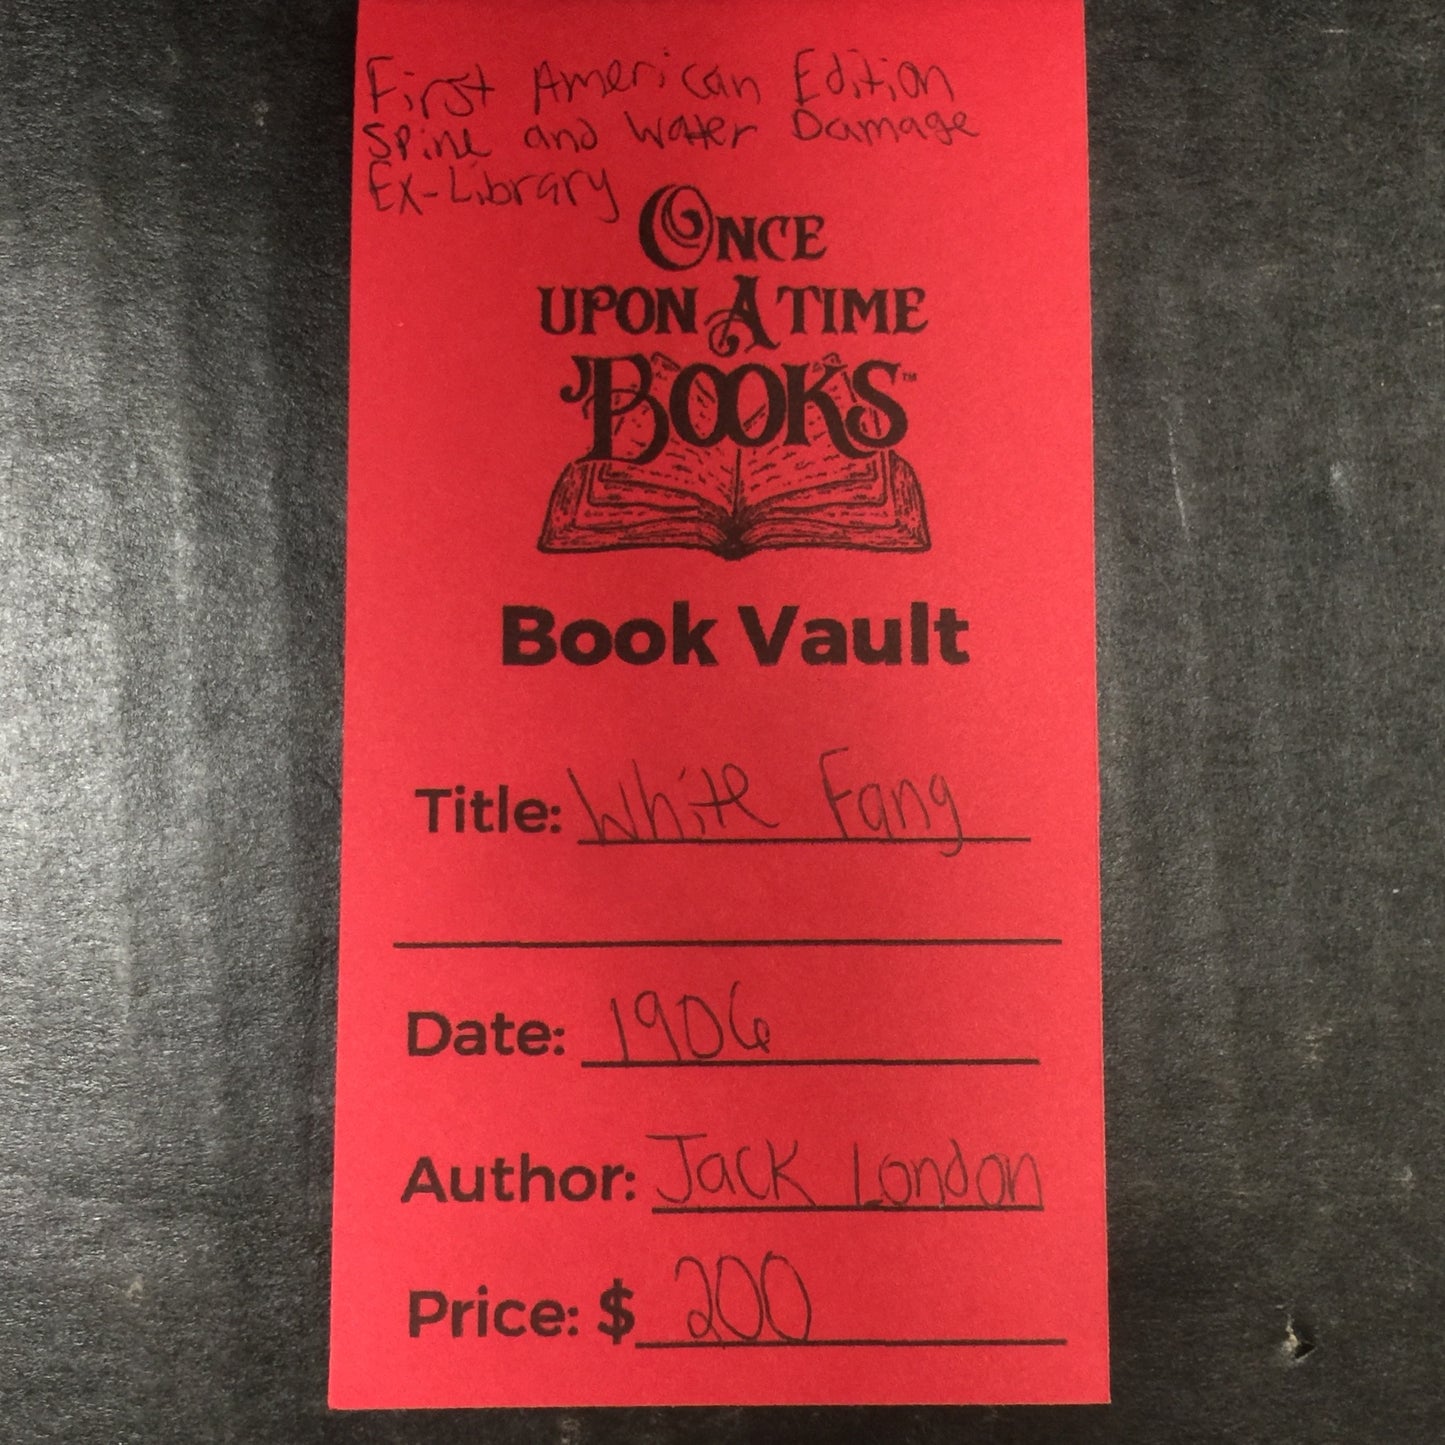 First American Edition
Spine and Water Damage
Ex-Library
ONCE
UPON A TIME
BOOKS™
Book Vault
Title: White Fang
Date: 1906
Author: Jack London
Price: $ 200